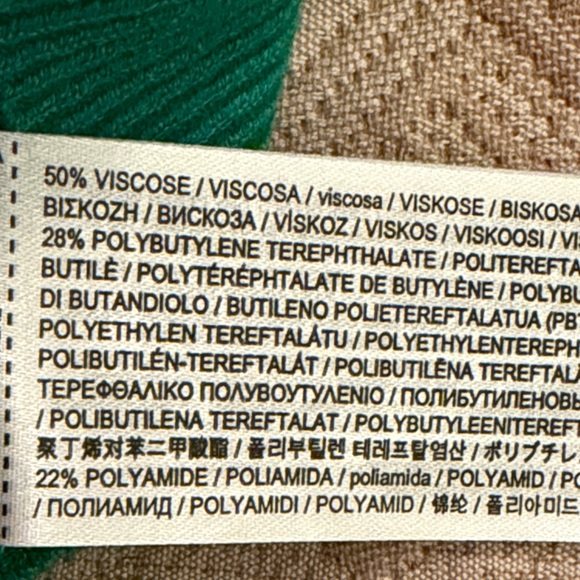 50% VISCOSE / VISCOSA / viscosa / VISKOSE / BISKOSA
ΒΙΣΚΟΖΗ / ВИСКОЗА / VİSKOZ / VISKOS / VISKOOSI / VI
28% POLYBUTYLENE TEREPHTHALATE / POLITEREFTA
BUTILÈ / POLYTÉRÉPHTALATE DE BUTYLÈNE / POLYBU
DI BUTANDIOLO / BUTILENO POLIETEREFTALATUA (PBT
POLYETHYLEN TEREFTALÁTU / POLYETHYLENTEREPH
POLIBUTILÉN-TEREFTALÁT / POLIBUTILĒNA TEREFTALĀ
ΤΕΡΕΦΘΑΛΙΚΟ ΠΟΛΥΒΟΥΤΥΛΕΝΙΟ / ПОЛИБУТИЛЕНОВЫ
/ POLIBUTILENA TEREFTALAT / POLYBUTYLEENITEREFT
聚丁烯对苯二甲酸酯 / 폴리부틸렌 테레프탈염산 / ポリブチレ
22% POLYAMIDE / POLIAMIDA / poliamida / POLYAMID / PO
/ ПОЛИАМИД / POLYAMIDI / POLYAMID / 锦纶 / 폴리아미드